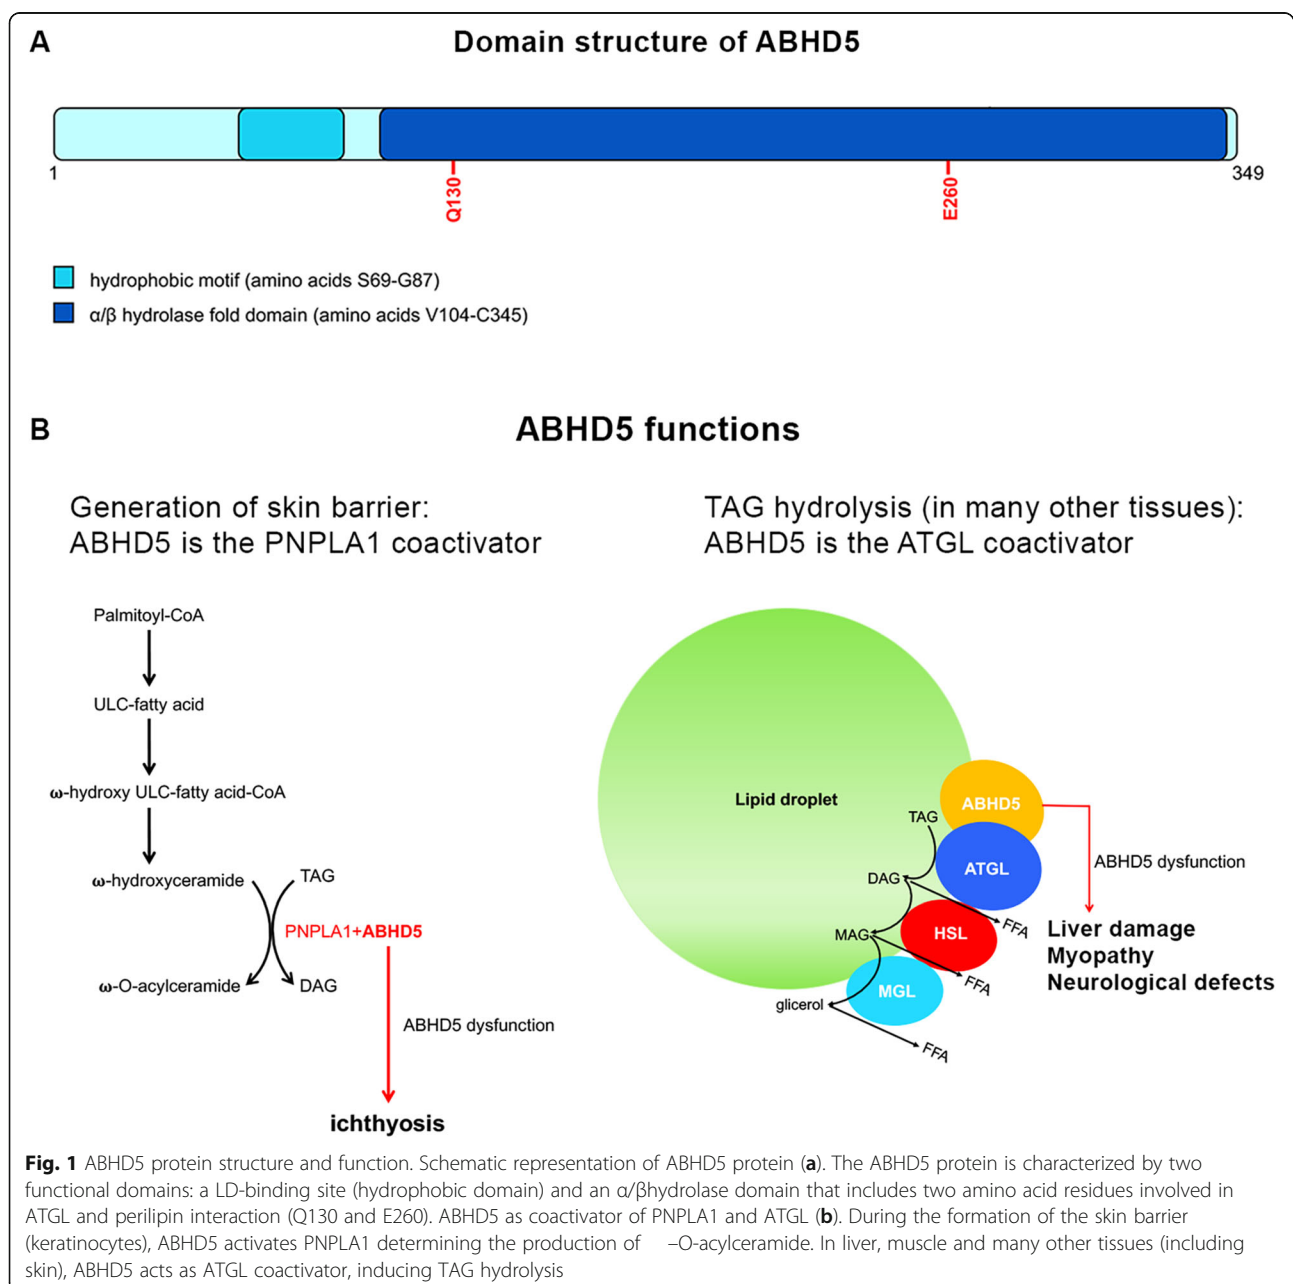 A
Domain structure of ABHD5
1
Q130
E260
349
hydrophobic motif (amino acids S69-G87)
α/β hydrolase fold domain (amino acids V104-C345)
B
ABHD5 functions
Generation of skin barrier:
ABHD5 is the PNPLA1 coactivator
Palmitoyl-CoA
ULC-fatty acid
ω-hydroxy ULC-fatty acid-CoA
ω-hydroxyceramide
TAG
PNPLA1+ABHD5
ω-O-acylceramide
DAG
ABHD5 dysfunction
ichthyosis
TAG hydrolysis (in many other tissues):
ABHD5 is the ATGL coactivator
Lipid droplet
ABHD5
TAG
ATGL
ABHD5 dysfunction
DAG
FFA
MAG
HSL
FFA
MGL
glicerol
FFA
Liver damage
Myopathy
Neurological defects
Fig. 1 ABHD5 protein structure and function. Schematic representation of ABHD5 protein (a). The ABHD5 protein is characterized by two
functional domains: a LD-binding site (hydrophobic domain) and an α/βhydrolase domain that includes two amino acid residues involved in
ATGL and perilipin interaction (Q130 and E260). ABHD5 as coactivator of PNPLA1 and ATGL (b). During the formation of the skin barrier
(keratinocytes), ABHD5 activates PNPLA1 determining the production of –O-acylceramide. In liver, muscle and many other tissues (including
skin), ABHD5 acts as ATGL coactivator, inducing TAG hydrolysis